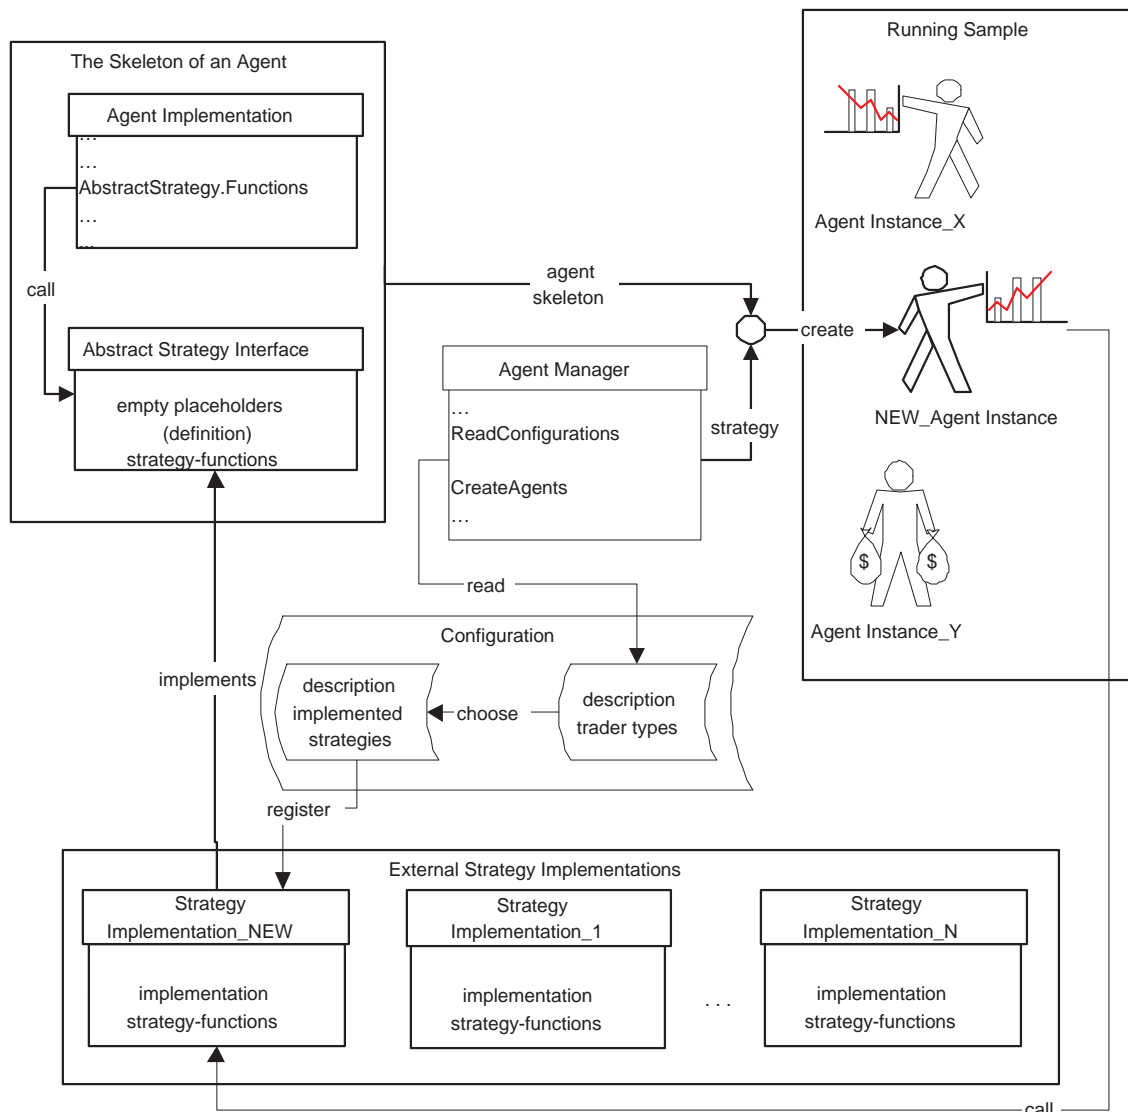 Running Sample
The Skeleton of an Agent
Agent Implementation
...
...
AbstractStrategy.Functions
...
...
call
Abstract Strategy Interface
empty placeholders
(definition)
strategy-functions
agent
skeleton
create
strategy
Agent Manager
...
ReadConfigurations
CreateAgents
...
Agent Instance_X
NEW_Agent Instance
$
$
Agent Instance_Y
read
implements
Configuration
description
implemented
strategies
choose
description
trader types
register
External Strategy Implementations
Strategy
Implementation_NEW
implementation
strategy-functions
Strategy
Implementation_1
implementation
strategy-functions
. . .
Strategy
Implementation_N
implementation
strategy-functions
call